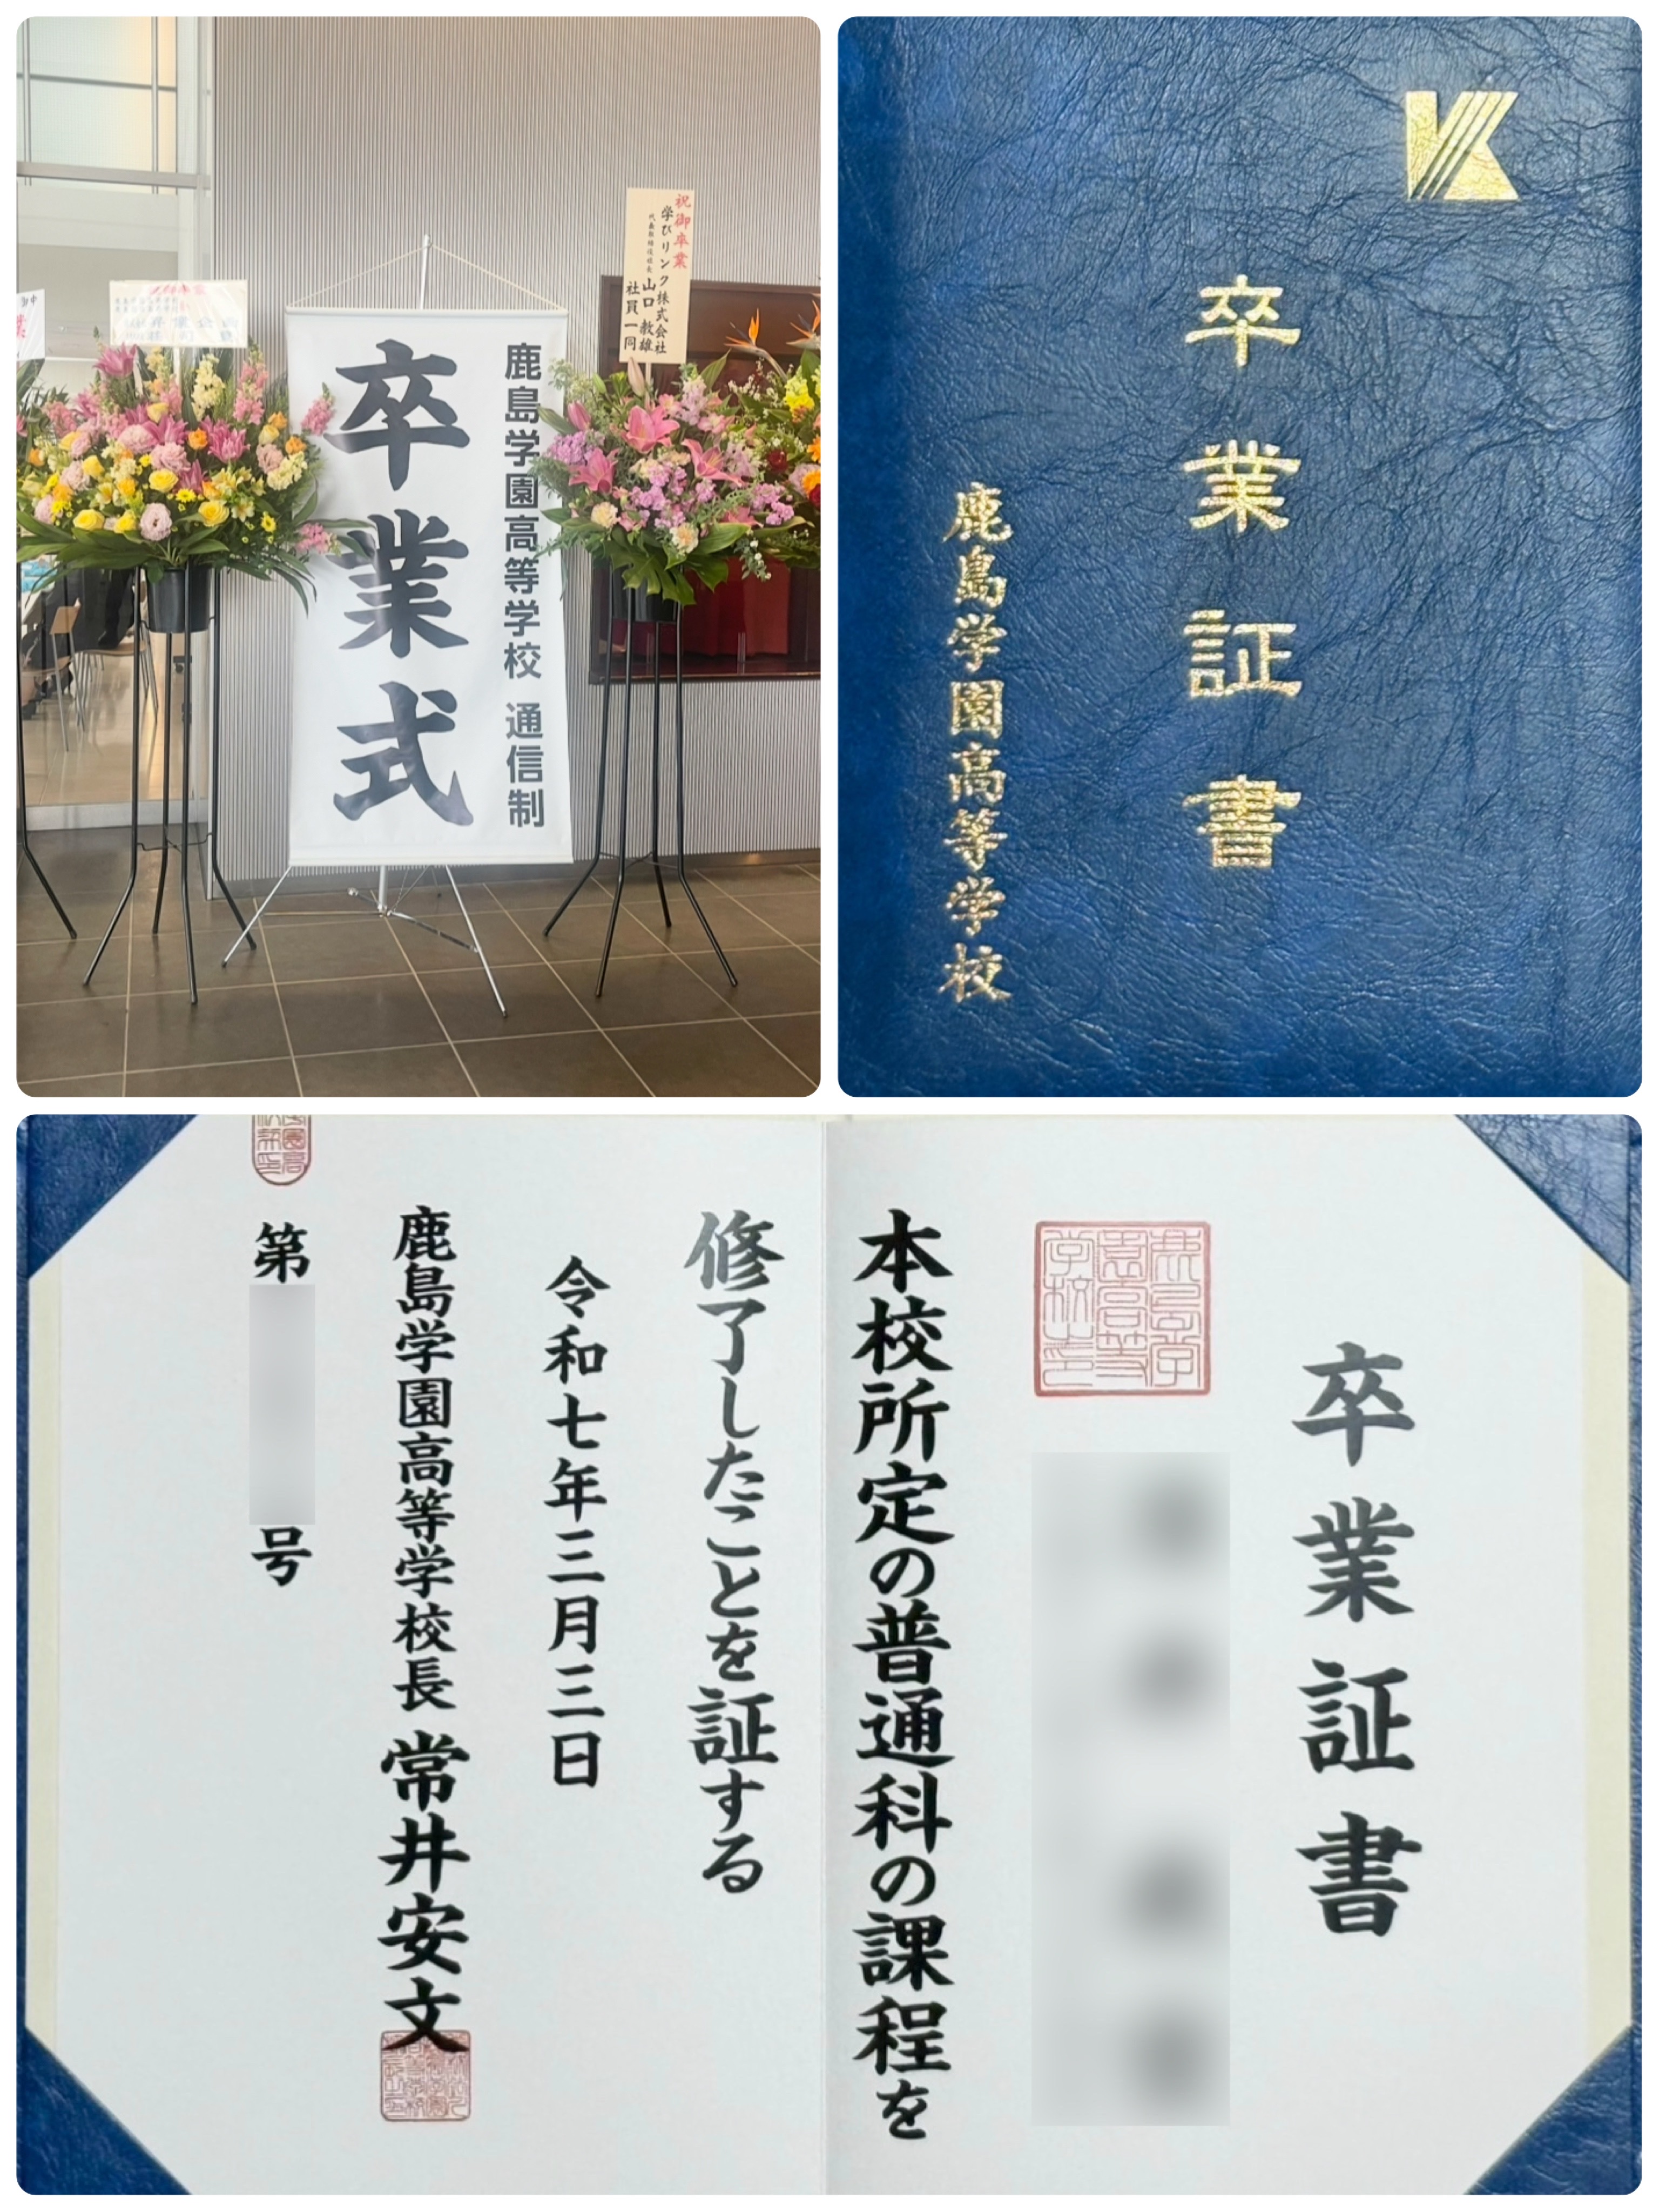 鹿島学園高等学校 通信制
卒業式
祝御卒業
学びリンク株式会社
代表取締役社長 山口教雄
社員一同
卒業証書
鹿島学園高等学校
卒業証書
本校所定の普通科の課程を
修了したことを証する
令和七年三月三日
鹿島学園高等学校長 常井安文
第
号